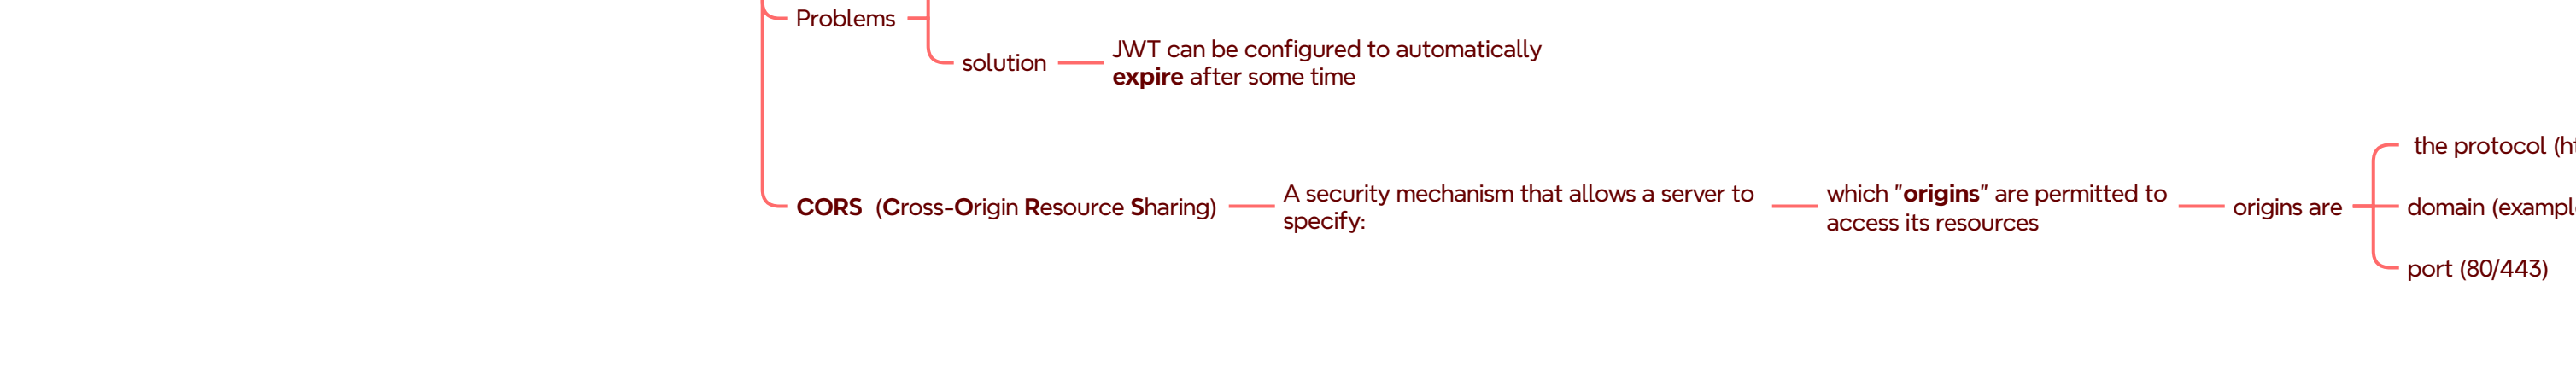 Problems
solution
JWT can be configured to automatically
expire after some time
CORS (Cross-Origin Resource Sharing)
A security mechanism that allows a server to
specify:
which "origins" are permitted to
access its resources
origins are
the protocol
domain
port (80/443)